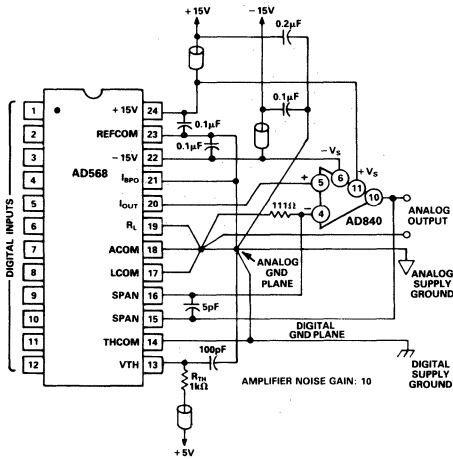 +15V
-15V
0.2µF
0.1µF
DIGITAL INPUTS
AD568
1
2
3
4
5
6
7
8
9
10
11
12
+15V 24
REFCOM 23
-15V 22
IBPO 21
IOUT 20
RL 19
ACOM 18
LCOM 17
SPAN 16
SPAN 15
THCOM 14
VTH 13
0.1µF
0.1µF
-VS
+VS
+ 5
6
11
10
- 4
111Ω
AD840
ANALOG
OUTPUT
ANALOG
GND
PLANE
ANALOG
SUPPLY
GROUND
5pF
DIGITAL
GND PLANE
100pF
RTH
1kΩ
AMPLIFIER NOISE GAIN: 10
DIGITAL
SUPPLY
GROUND
+5V